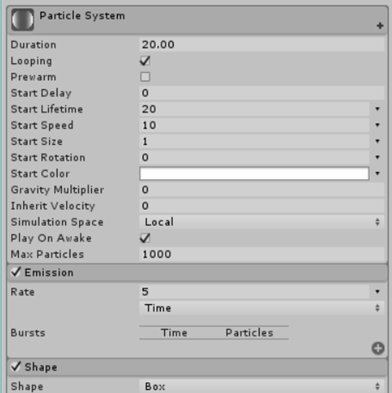 Particle System
Duration 20.00
Looping
Prewarm
Start Delay 0
Start Lifetime 20
Start Speed 10
Start Size 1
Start Rotation 0
Start Color
Gravity Multiplier 0
Inherit Velocity 0
Simulation Space Local
Play On Awake
Max Particles 1000
Emission
Rate 5
Time
Bursts Time Particles
Shape
Shape Box